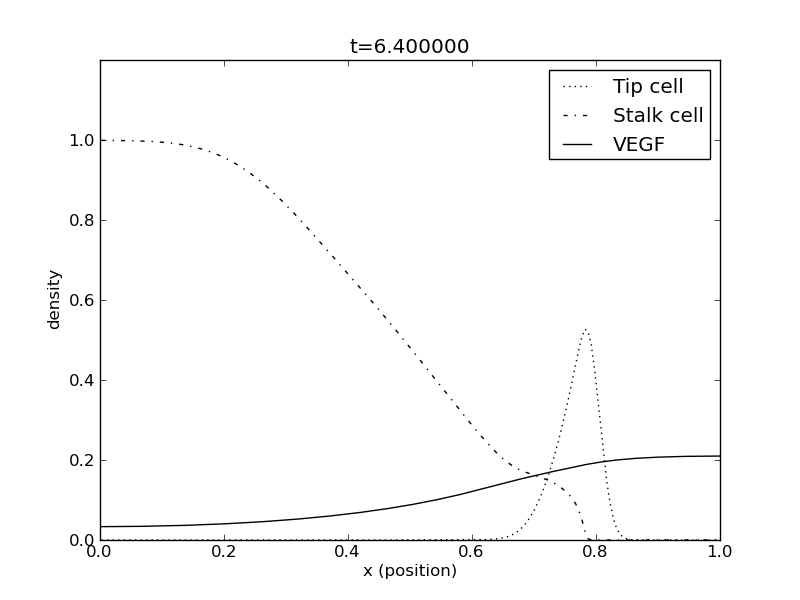 t=6.400000
Tip cell
Stalk cell
VEGF
1.0
0.8
0.6
0.4
0.2
0.0
density
0.0 0.2 0.4 0.6 0.8 1.0
x (position)